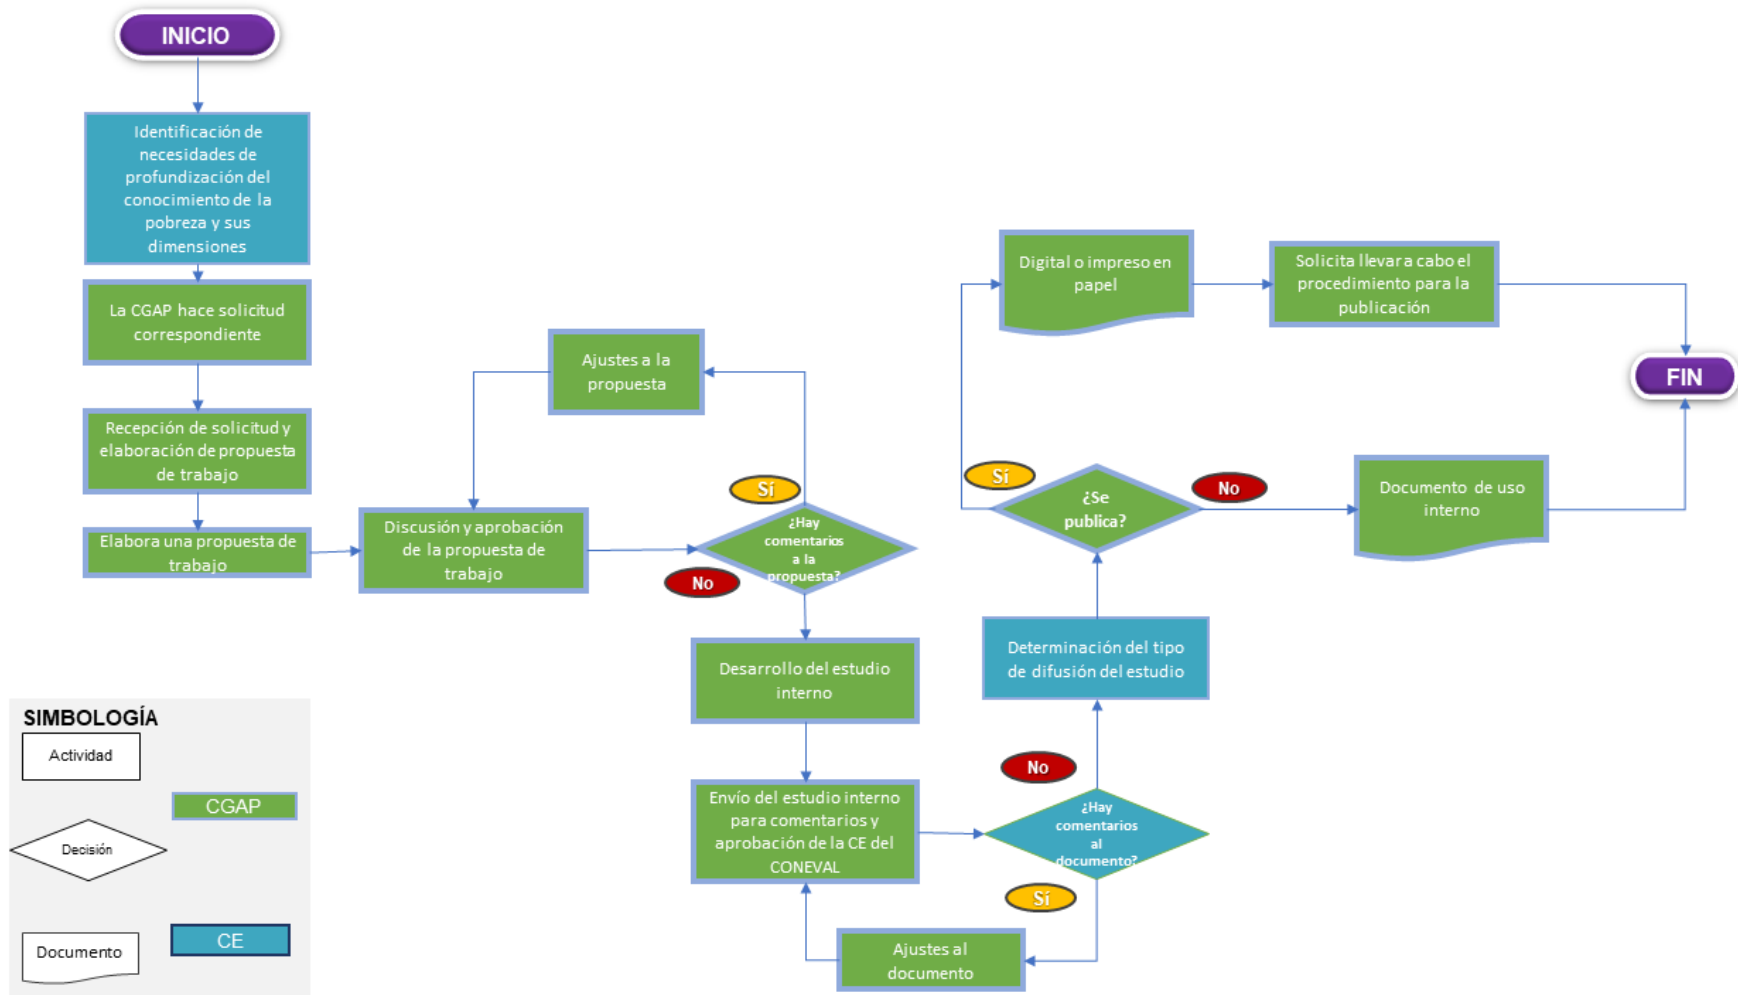 INICIO
Identificación de
necesidades de
profundización del
conocimiento de la
pobreza y sus
dimensiones
La CGAP hace solicitud
correspondiente
Recepción de solicitud y
elaboración de propuesta
de trabajo
Elabora una propuesta de
trabajo
Discusión y aprobación
de la propuesta de
trabajo
Ajustes a la
propuesta
Sí
¿Hay
comentarios
a la
propuesta?
No
Desarrollo del estudio
interno
Envío del estudio interno
para comentarios y
aprobación de la CE del
CONEVAL
¿Hay
comentarios
al
documento?
Sí
Ajustes al
documento
No
Determinación del tipo
de difusión del estudio
¿Se
publica?
Sí
Digital o impreso en
papel
Solicita llevar a cabo el
procedimiento para la
publicación
No
Documento de uso
interno
FIN
SIMBOLOGÍA
Actividad
CGAP
Decisión
CE
Documento